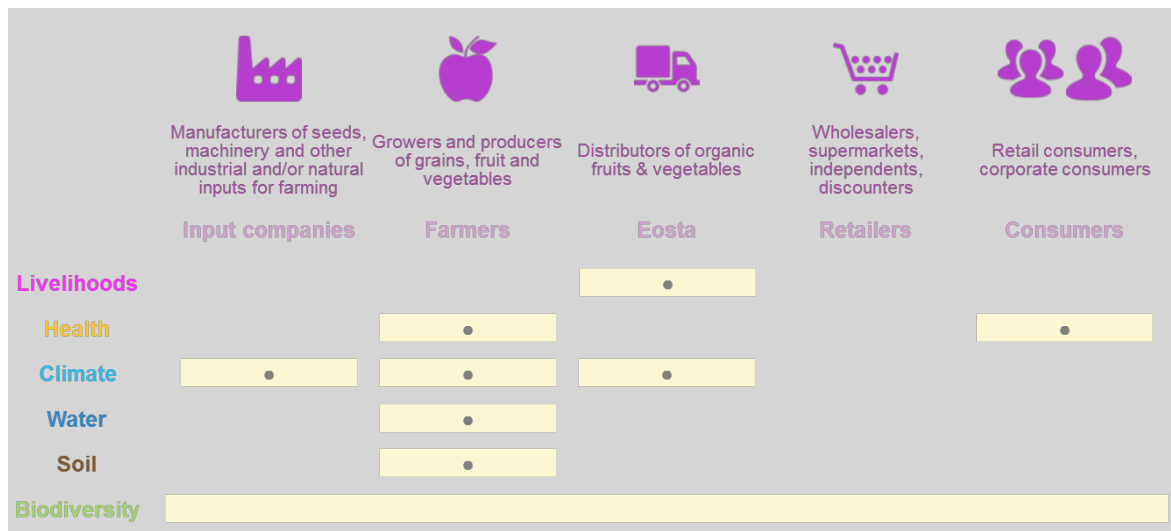 Manufacturers of seeds,
machinery and other
industrial and/or natural
inputs for farming
Growers and producers
of grains, fruit and
vegetables
Distributors of organic
fruits & vegetables
Wholesalers,
supermarkets,
independents,
discounters
Retail consumers,
corporate consumers
Input companies
Farmers
Eosta
Retailers
Consumers
Livelihoods
Health
Climate
Water
Soil
Biodiversity